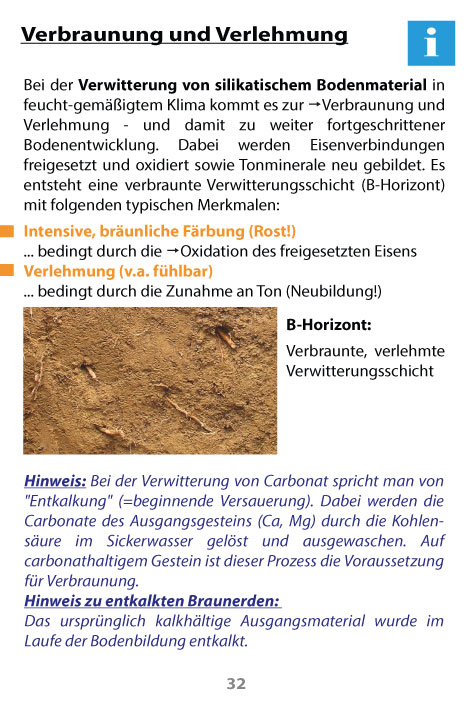 Verbraunung und Verlehmung
i
Bei der Verwitterung von silikatischem Bodenmaterial in
feucht-gemäßigtem Klima kommt es zur →Verbraunung und
Verlehmung - und damit zu weiter fortgeschrittener
Bodenentwicklung. Dabei werden Eisenverbindungen
freigesetzt und oxidiert sowie Tonminerale neu gebildet. Es
entsteht eine verbraunte Verwitterungsschicht (B-Horizont)
mit folgenden typischen Merkmalen:
Intensive, bräunliche Färbung (Rost!)
... bedingt durch die →Oxidation des freigesetzten Eisens
Verlehmung (v.a. fühlbar)
... bedingt durch die Zunahme an Ton (Neubildung!)
B-Horizont:
Verbraunte, verlehmte
Verwitterungsschicht
Hinweis: Bei der Verwitterung von Carbonat spricht man von
"Entkalkung" (=beginnende Versauerung). Dabei werden die
Carbonate des Ausgangsgesteins (Ca, Mg) durch die Kohlen-
säure im Sickerwasser gelöst und ausgewaschen. Auf
carbonathaltigem Gestein ist dieser Prozess die Voraussetzung
für Verbraunung.
Hinweis zu entkalkten Braunerden:
Das ursprünglich kalkhältige Ausgangsmaterial wurde im
Laufe der Bodenbildung entkalkt.
32